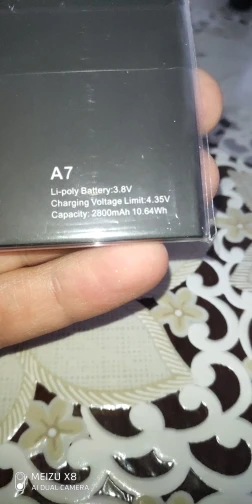 A7
Li-poly Battery:3.8V
Charging Voltage Limit:4.35V
Capacity: 2800mAh 10.64Wh
MEIZU X8
AI DUAL CAMERA